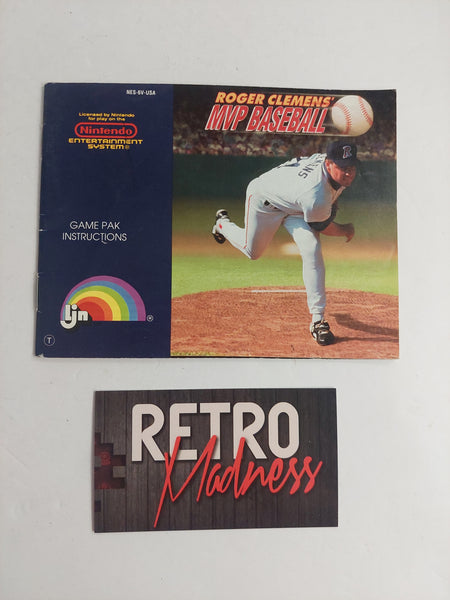 NES-6V-USA
Licensed by Nintendo
for play on the
Nintendo
ENTERTAINMENT
SYSTEM®
GAME PAK
INSTRUCTIONS
ljn
®
T
ROGER CLEMENS'
MVP BASEBALL
R
RETRO
Madness